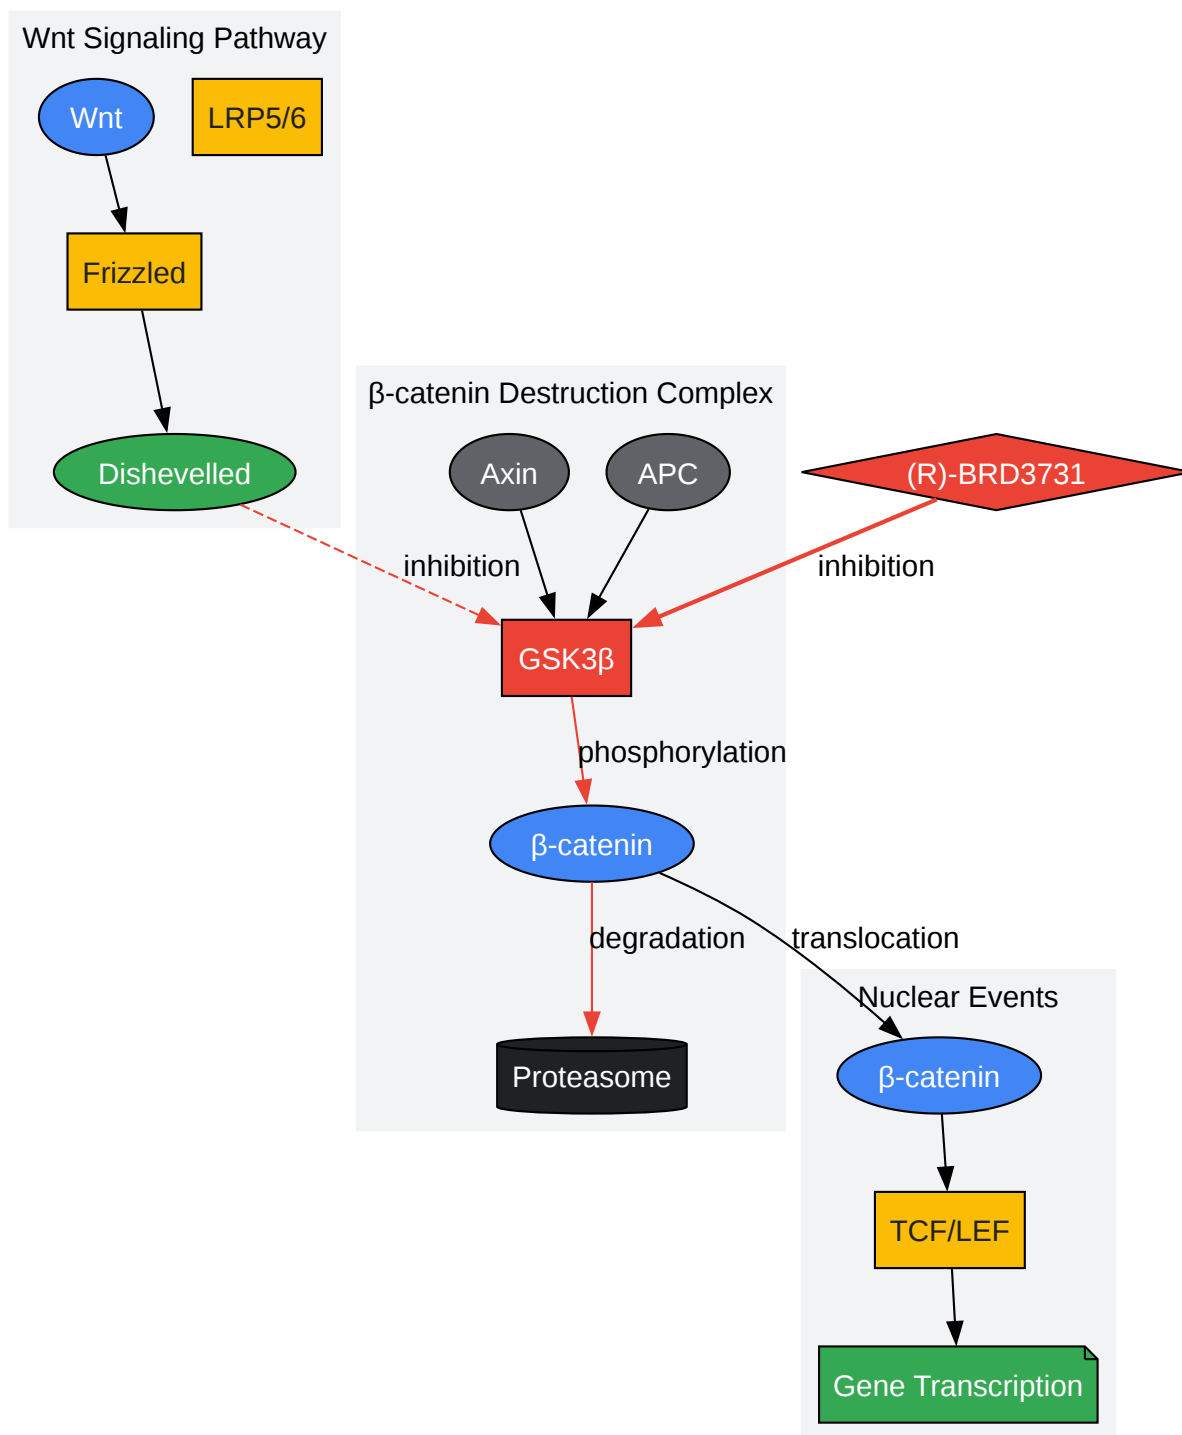 Wnt Signaling Pathway
Wnt
LRP5/6
Frizzled
β-catenin Destruction Complex
Dishevelled
Axin
APC
(R)-BRD3731
inhibition
inhibition
GSK3β
phosphorylation
β-catenin
degradation
translocation
Nuclear Events
Proteasome
β-catenin
TCF/LEF
Gene Transcription